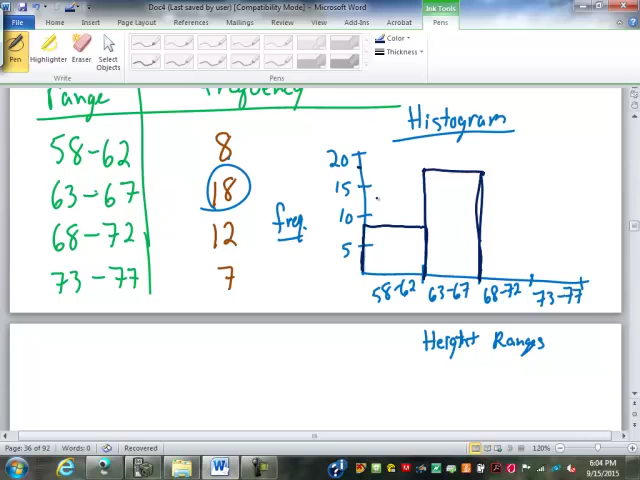 Doc4 (Last saved by user) [Compatibility Mode] - Microsoft Word
Ink Tools
File Home Insert Page Layout References Mailings Review View Add-Ins Acrobat Pens
Pen
Highlighter
Eraser
Select Objects
Color
Thickness
Write
Pens
range frequency
58-62 8
63-67 18
68-72 12
73-77 7
Histogram
20
15
10
5
freq.
58-62 63-67 68-72 73-77
Height Ranges
Page: 36 of 92 Words: 0 Recovered 120%
6:04 PM
9/15/2015